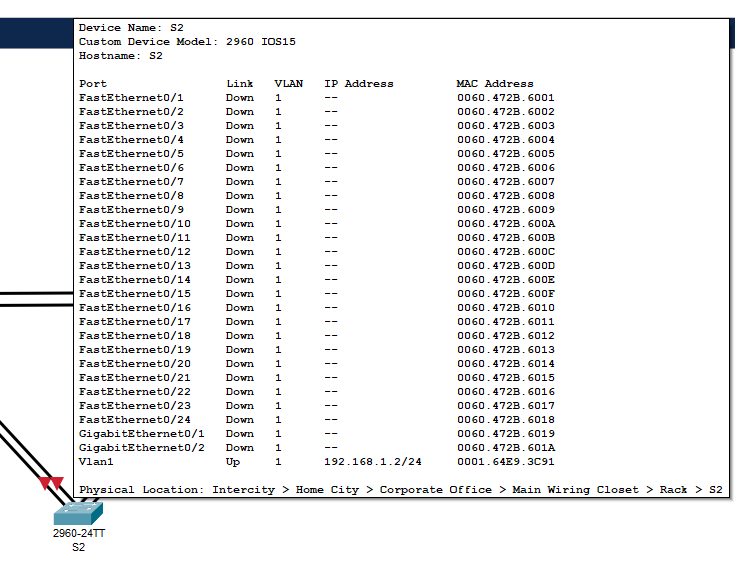 Device Name: S2
Custom Device Model: 2960 IOS15
Hostname: S2
Port Link VLAN IP Address MAC Address
FastEthernet0/1 Down 1 -- 0060.472B.6001
FastEthernet0/2 Down 1 -- 0060.472B.6002
FastEthernet0/3 Down 1 -- 0060.472B.6003
FastEthernet0/4 Down 1 -- 0060.472B.6004
FastEthernet0/5 Down 1 -- 0060.472B.6005
FastEthernet0/6 Down 1 -- 0060.472B.6006
FastEthernet0/7 Down 1 -- 0060.472B.6007
FastEthernet0/8 Down 1 -- 0060.472B.6008
FastEthernet0/9 Down 1 -- 0060.472B.6009
FastEthernet0/10 Down 1 -- 0060.472B.600A
FastEthernet0/11 Down 1 -- 0060.472B.600B
FastEthernet0/12 Down 1 -- 0060.472B.600C
FastEthernet0/13 Down 1 -- 0060.472B.600D
FastEthernet0/14 Down 1 -- 0060.472B.600E
FastEthernet0/15 Down 1 -- 0060.472B.600F
FastEthernet0/16 Down 1 -- 0060.472B.6010
FastEthernet0/17 Down 1 -- 0060.472B.6011
FastEthernet0/18 Down 1 -- 0060.472B.6012
FastEthernet0/19 Down 1 -- 0060.472B.6013
FastEthernet0/20 Down 1 -- 0060.472B.6014
FastEthernet0/21 Down 1 -- 0060.472B.6015
FastEthernet0/22 Down 1 -- 0060.472B.6016
FastEthernet0/23 Down 1 -- 0060.472B.6017
FastEthernet0/24 Down 1 -- 0060.472B.6018
GigabitEthernet0/1 Down 1 -- 0060.472B.6019
GigabitEthernet0/2 Down 1 -- 0060.472B.601A
Vlan1 Up 1 192.168.1.2/24 0001.64E9.3C91
Physical Location: Intercity > Home City > Corporate Office > Main Wiring Closet > Rack > S2
2960-24TT
S2